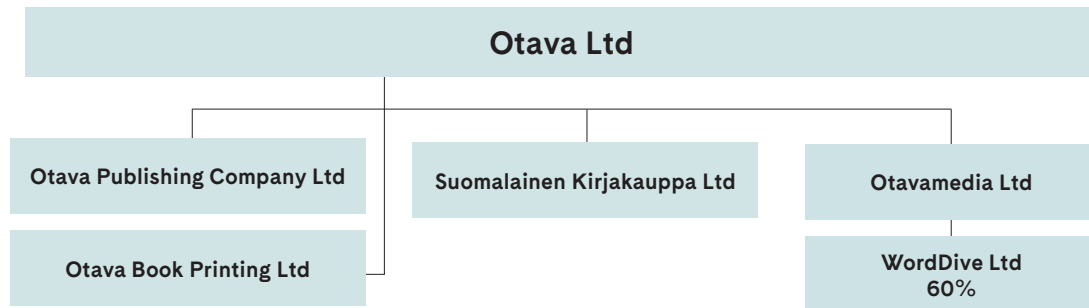 Otava Ltd
Otava Publishing Company Ltd
Suomalainen Kirjakauppa Ltd
Otavamedia Ltd
Otava Book Printing Ltd
WordDive Ltd
60%